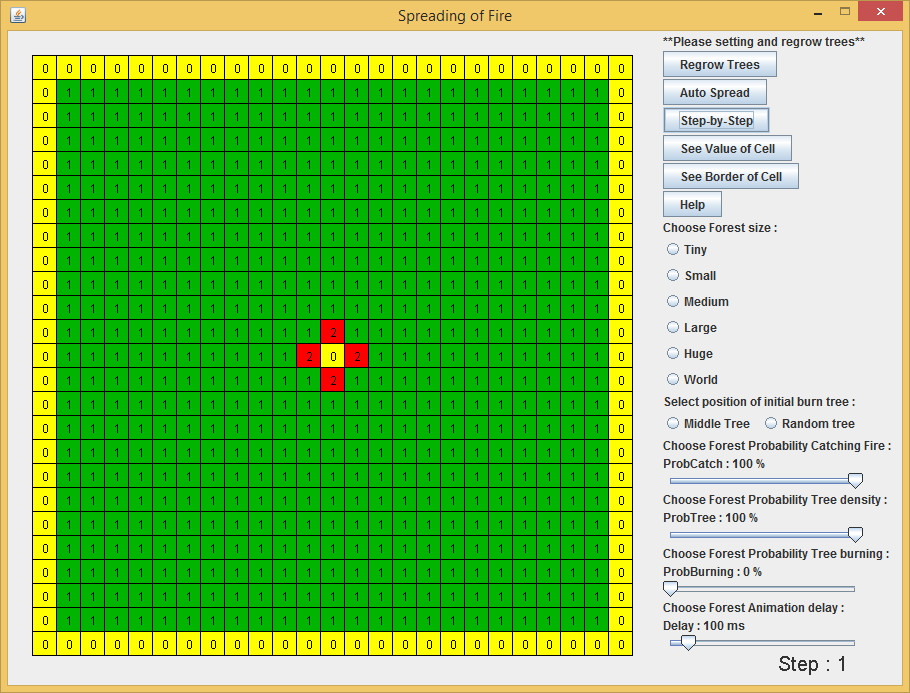 Spreading of Fire
0 0 0 0 0 0 0 0 0 0 0 0 0 0 0 0 0 0 0 0 0 0 0 0 0
0 1 1 1 1 1 1 1 1 1 1 1 1 1 1 1 1 1 1 1 1 1 1 1 0
0 1 1 1 1 1 1 1 1 1 1 1 1 1 1 1 1 1 1 1 1 1 1 1 0
0 1 1 1 1 1 1 1 1 1 1 1 1 1 1 1 1 1 1 1 1 1 1 1 0
0 1 1 1 1 1 1 1 1 1 1 1 1 1 1 1 1 1 1 1 1 1 1 1 0
0 1 1 1 1 1 1 1 1 1 1 1 1 1 1 1 1 1 1 1 1 1 1 1 0
0 1 1 1 1 1 1 1 1 1 1 1 1 1 1 1 1 1 1 1 1 1 1 1 0
0 1 1 1 1 1 1 1 1 1 1 1 1 1 1 1 1 1 1 1 1 1 1 1 0
0 1 1 1 1 1 1 1 1 1 1 1 1 1 1 1 1 1 1 1 1 1 1 1 0
0 1 1 1 1 1 1 1 1 1 1 1 1 1 1 1 1 1 1 1 1 1 1 1 0
0 1 1 1 1 1 1 1 1 1 1 1 1 1 1 1 1 1 1 1 1 1 1 1 0
0 1 1 1 1 1 1 1 1 1 1 1 2 1 1 1 1 1 1 1 1 1 1 1 0
0 1 1 1 1 1 1 1 1 1 1 2 0 2 1 1 1 1 1 1 1 1 1 1 0
0 1 1 1 1 1 1 1 1 1 1 1 2 1 1 1 1 1 1 1 1 1 1 1 0
0 1 1 1 1 1 1 1 1 1 1 1 1 1 1 1 1 1 1 1 1 1 1 1 0
0 1 1 1 1 1 1 1 1 1 1 1 1 1 1 1 1 1 1 1 1 1 1 1 0
0 1 1 1 1 1 1 1 1 1 1 1 1 1 1 1 1 1 1 1 1 1 1 1 0
0 1 1 1 1 1 1 1 1 1 1 1 1 1 1 1 1 1 1 1 1 1 1 1 0
0 1 1 1 1 1 1 1 1 1 1 1 1 1 1 1 1 1 1 1 1 1 1 1 0
0 1 1 1 1 1 1 1 1 1 1 1 1 1 1 1 1 1 1 1 1 1 1 1 0
0 1 1 1 1 1 1 1 1 1 1 1 1 1 1 1 1 1 1 1 1 1 1 1 0
0 1 1 1 1 1 1 1 1 1 1 1 1 1 1 1 1 1 1 1 1 1 1 1 0
0 1 1 1 1 1 1 1 1 1 1 1 1 1 1 1 1 1 1 1 1 1 1 1 0
0 1 1 1 1 1 1 1 1 1 1 1 1 1 1 1 1 1 1 1 1 1 1 1 0
0 0 0 0 0 0 0 0 0 0 0 0 0 0 0 0 0 0 0 0 0 0 0 0 0
**Please setting and regrow trees**
Regrow Trees
Auto Spread
Step-by-Step
See Value of Cell
See Border of Cell
Help
Choose Forest size :
Tiny
Small
Medium
Large
Huge
World
Select position of initial burn tree :
Middle Tree Random tree
Choose Forest Probability Catching Fire :
ProbCatch : 100 %
Choose Forest Probability Tree density :
ProbTree : 100 %
Choose Forest Probability Tree burning :
ProbBurning : 0 %
Choose Forest Animation delay :
Delay : 100 ms
Step : 1